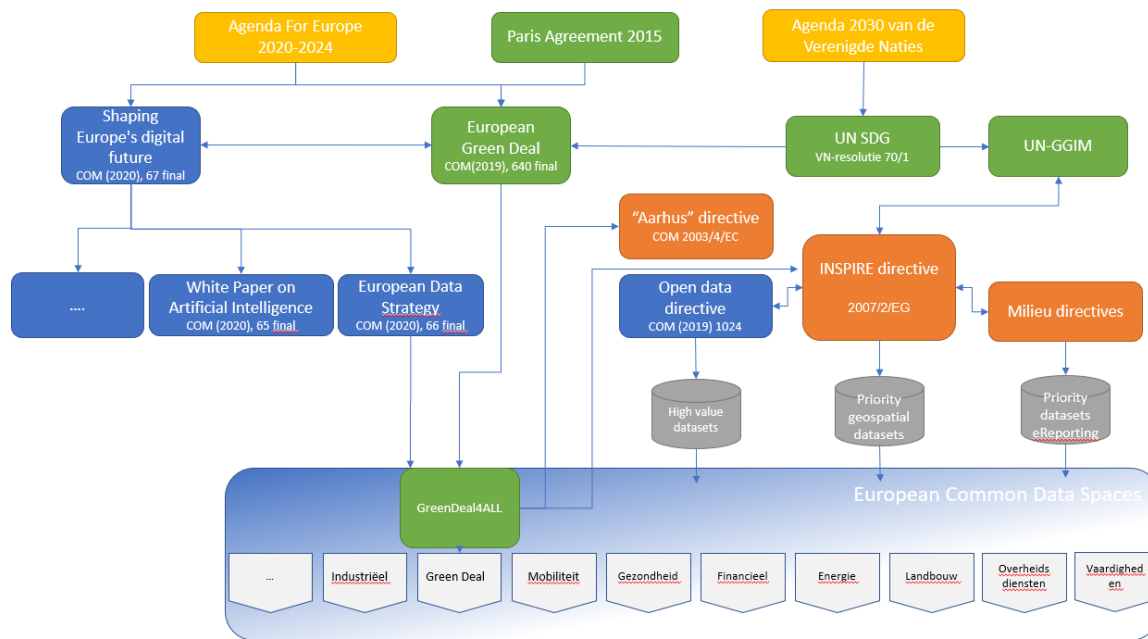 Agenda For Europe
2020-2024
Paris Agreement 2015
Agenda 2030 van de
Verenigde Naties
Shaping
Europe's digital
future
COM (2020), 67 final
European
Green Deal
COM(2019), 640 final
UN SDG
VN-resolutie 70/1
UN-GGIM
“Aarhus” directive
COM 2003/4/EC
....
White Paper on
Artificial Intelligence
COM (2020), 65 final
European Data
Strategy
COM (2020), 66 final
Open data
directive
COM (2019) 1024
INSPIRE directive
2007/2/EG
Milieu directives
High value
datasets
Priority
geospatial
datasets
Priority
datasets
eReporting
GreenDeal4ALL
European Common Data Spaces
...
Industriëel
Green Deal
Mobiliteit
Gezondheid
Financieel
Energie
Landbouw
Overheids
diensten
Vaardighed
en